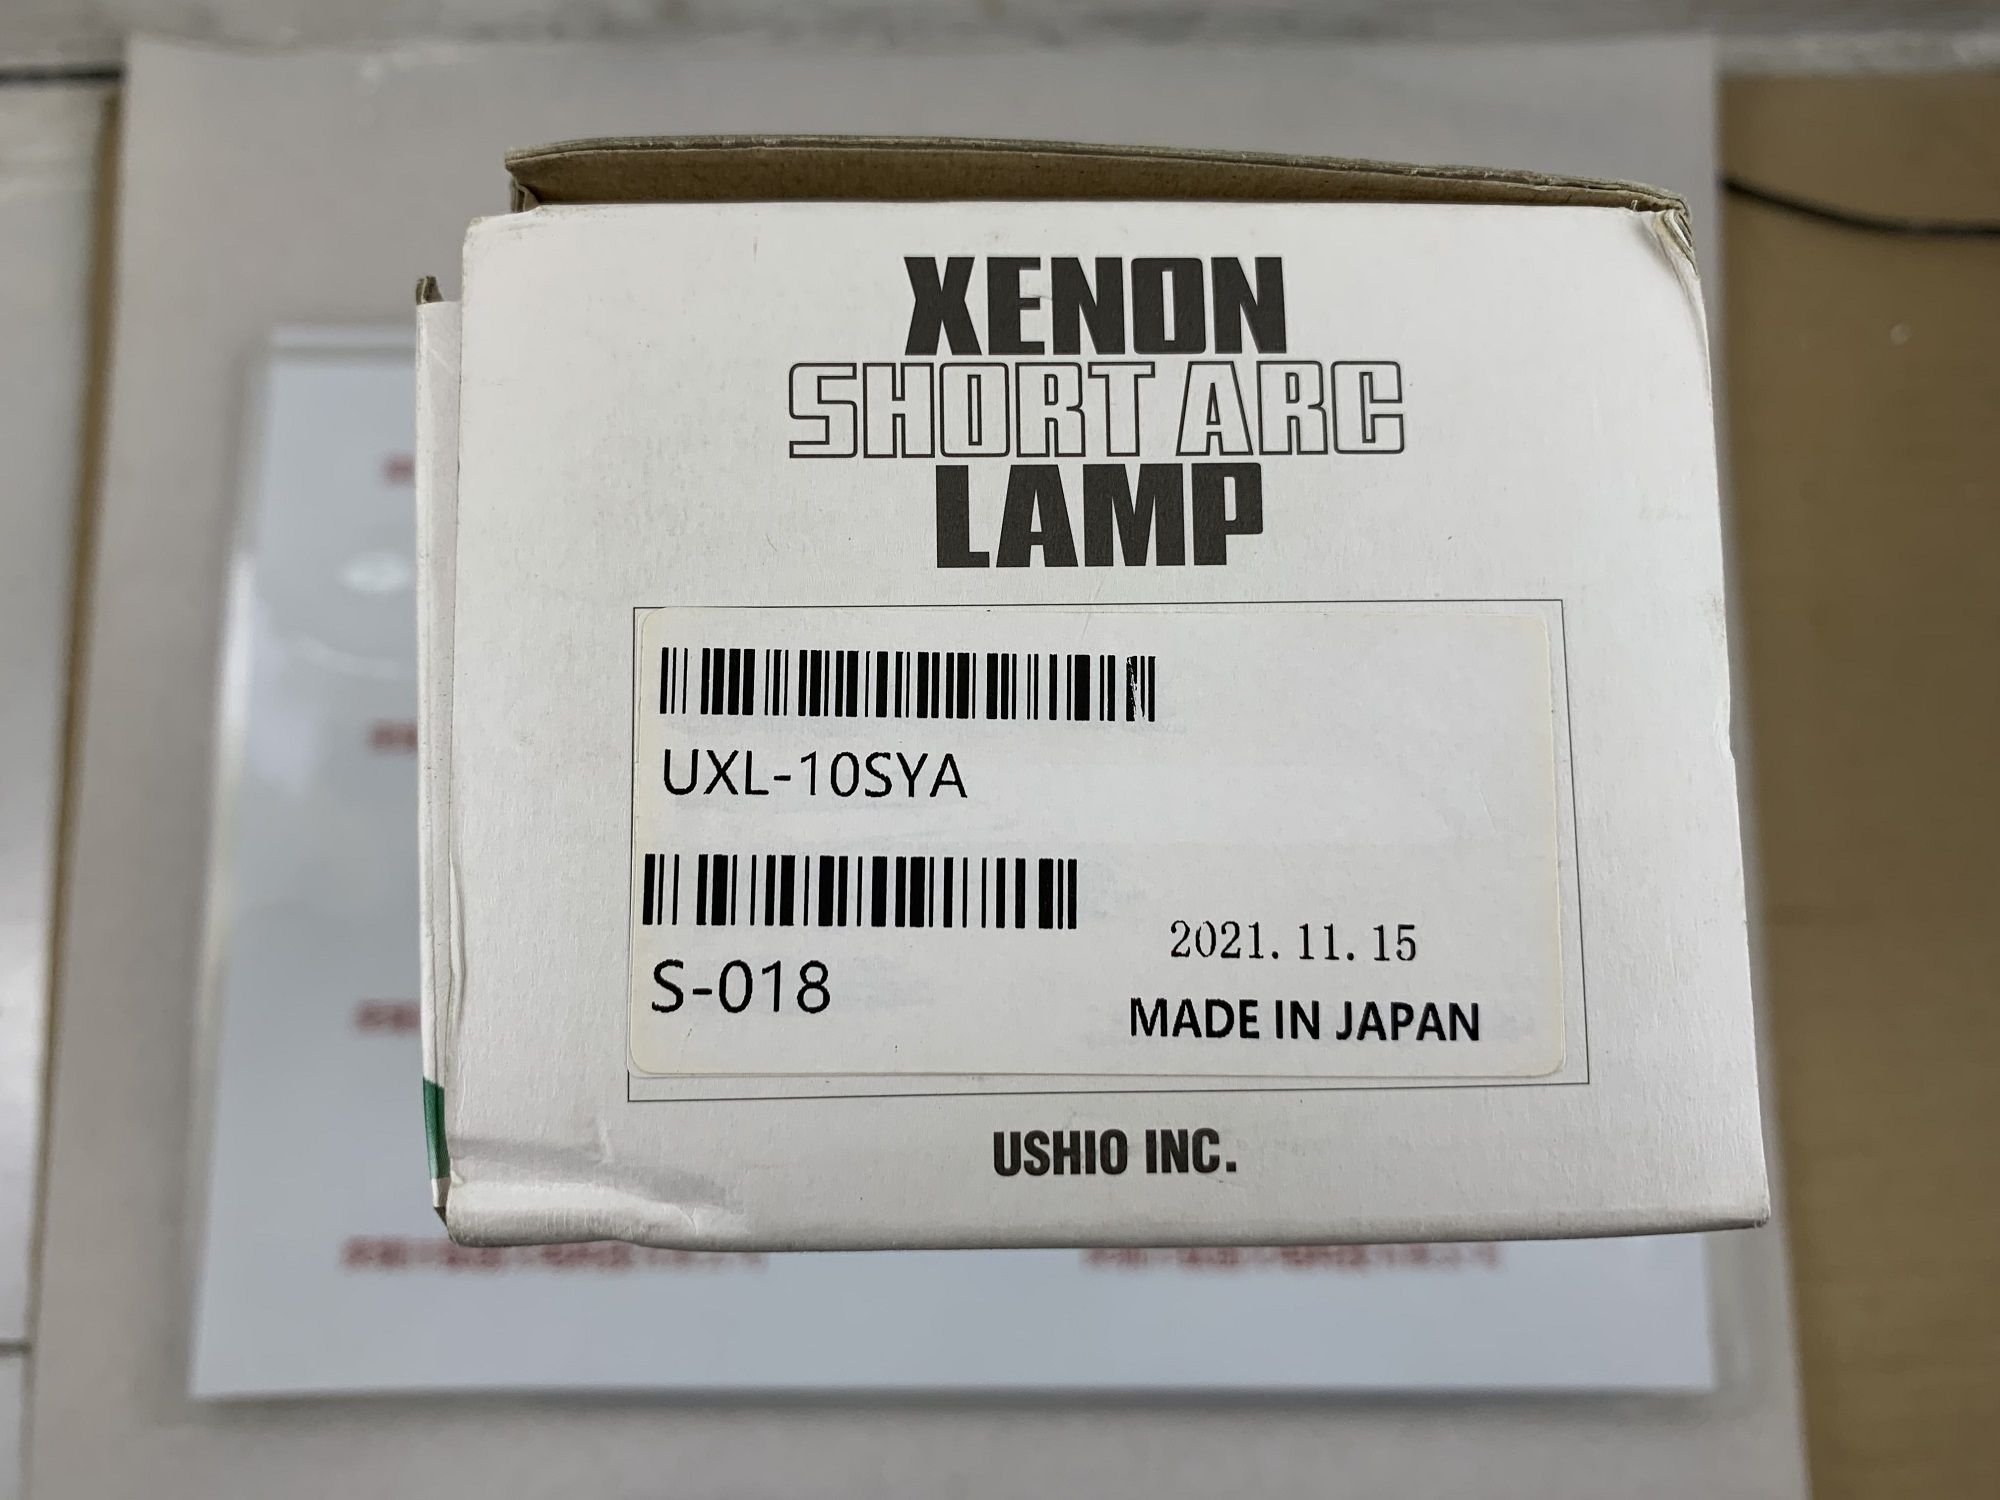 XENON
SHORT ARC
LAMP
UXL-10SYA
S-018
2021.11.15
MADE IN JAPAN
USHIO INC.